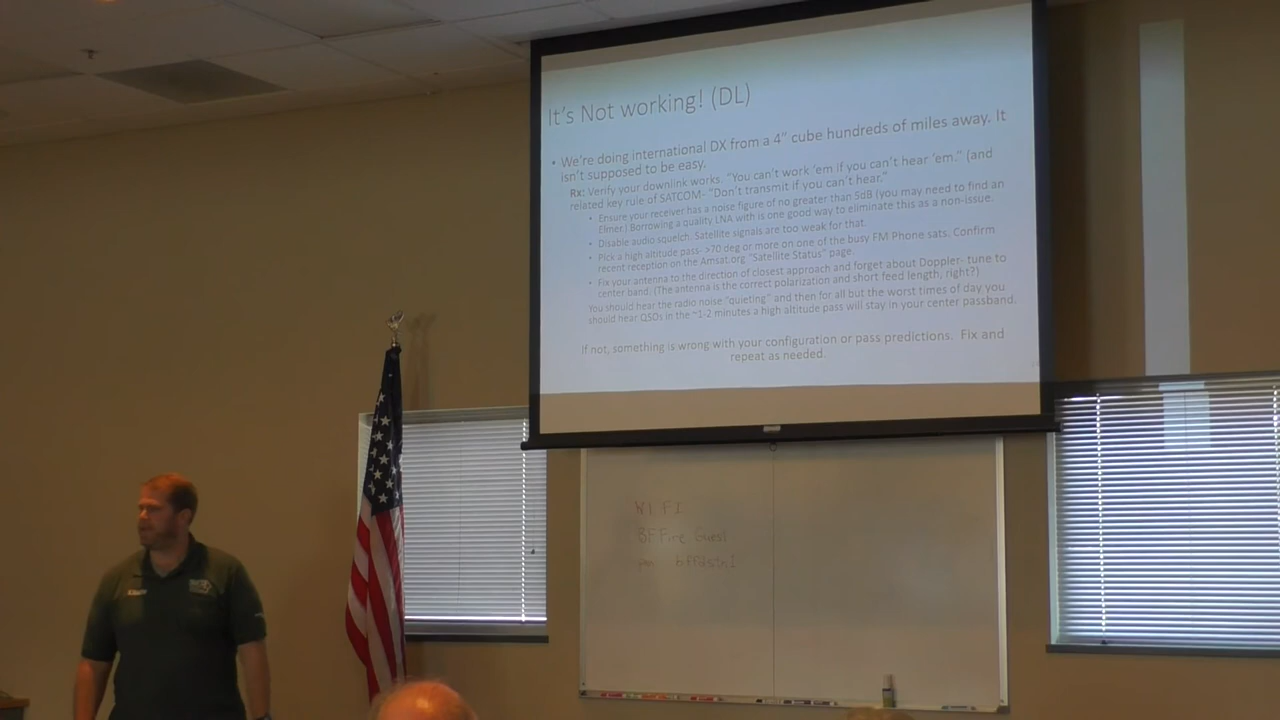 It's Not working! (DL)
• We're doing international DX from a 4" cube hundreds of miles away. It
isn't supposed to be easy.
Rx: Verify your downlink works. "You can't work 'em if you can't hear 'em." (and
related key rule of SATCOM- "Don't transmit if you can't hear."
• Ensure your receiver has a noise figure of no greater than 5dB (you may need to find an
Elmer! Borrowing a quality LNA with is one good way to eliminate this as a non-issue.
• Disable audio squelch. Satellite signals are too weak for that.
• Pick a high altitude pass- >70 deg or more on one of the busy FM Phone sats. Confirm
recent reception on the Amsat.org "Satellite Status" page.
• Fix your antenna to the direction of closest approach and forget about Doppler- tune to
center band. (The antenna is the correct polarization and short feed length, right?)
You should hear the radio noise "quieting" and then for all but the worst times of day you
should hear QSOs in the ~1-2 minutes a high altitude pass will stay in your center passband.
If not, something is wrong with your configuration or pass predictions. Fix and
repeat as needed.
WIFI
BFFire Guest